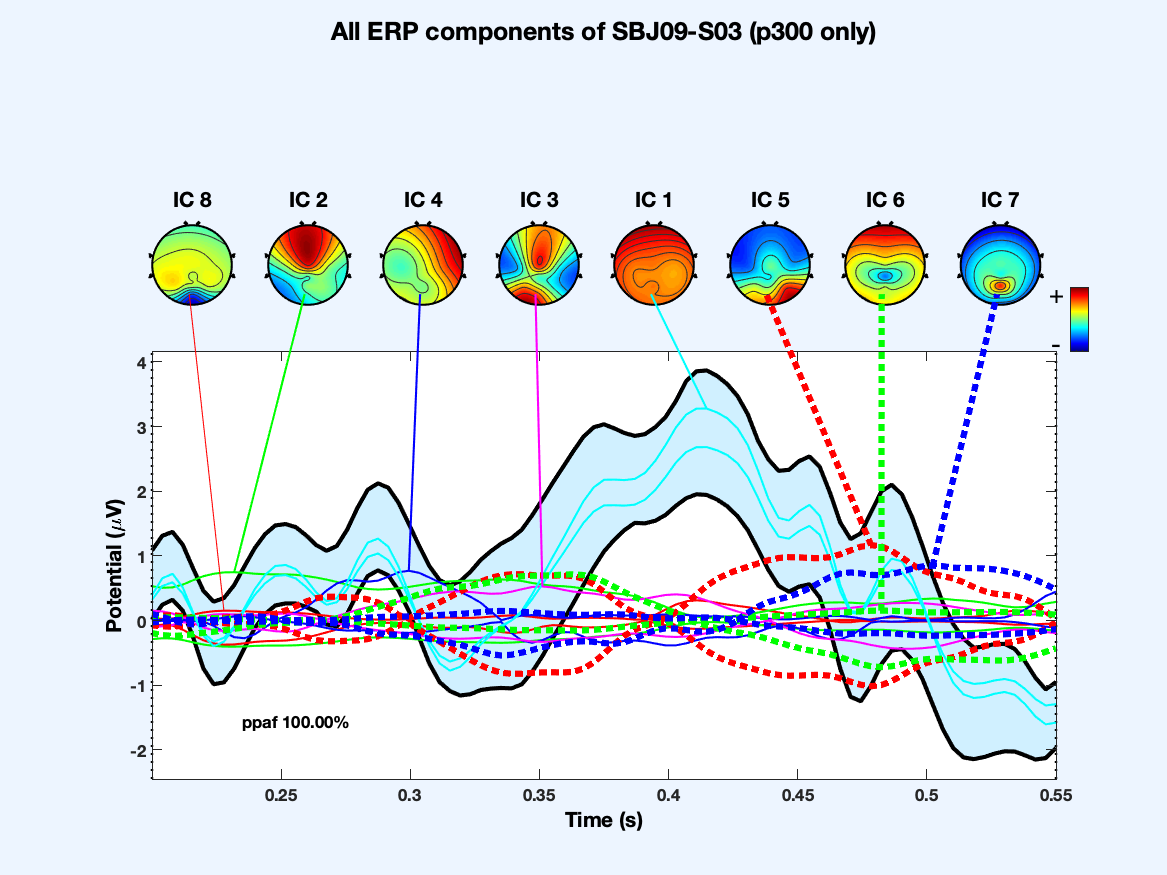 All ERP components of SBJ09-S03 (p300 only)
IC 8 IC 2 IC 4 IC 3 IC 1 IC 5 IC 6 IC 7
+
-
4
3
2
1
0
-1
-2
Potential (μV)
ppaf 100.00%
0.25 0.3 0.35 0.4 0.45 0.5 0.55
Time (s)